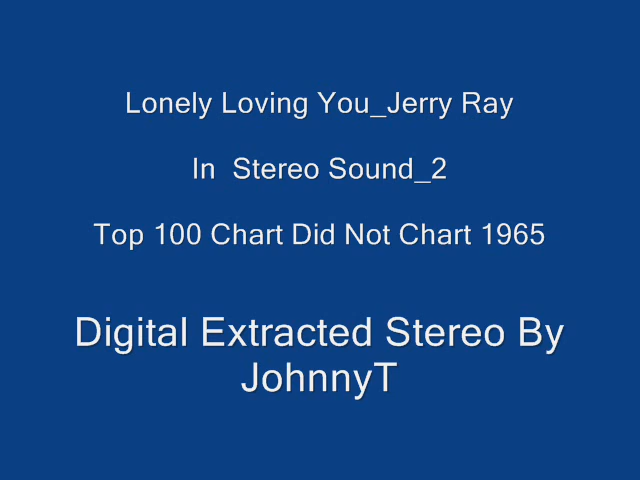 Lonely Loving You_Jerry Ray
In  Stereo Sound_2
Top 100 Chart Did Not Chart 1965
Digital Extracted Stereo By
JohnnyT